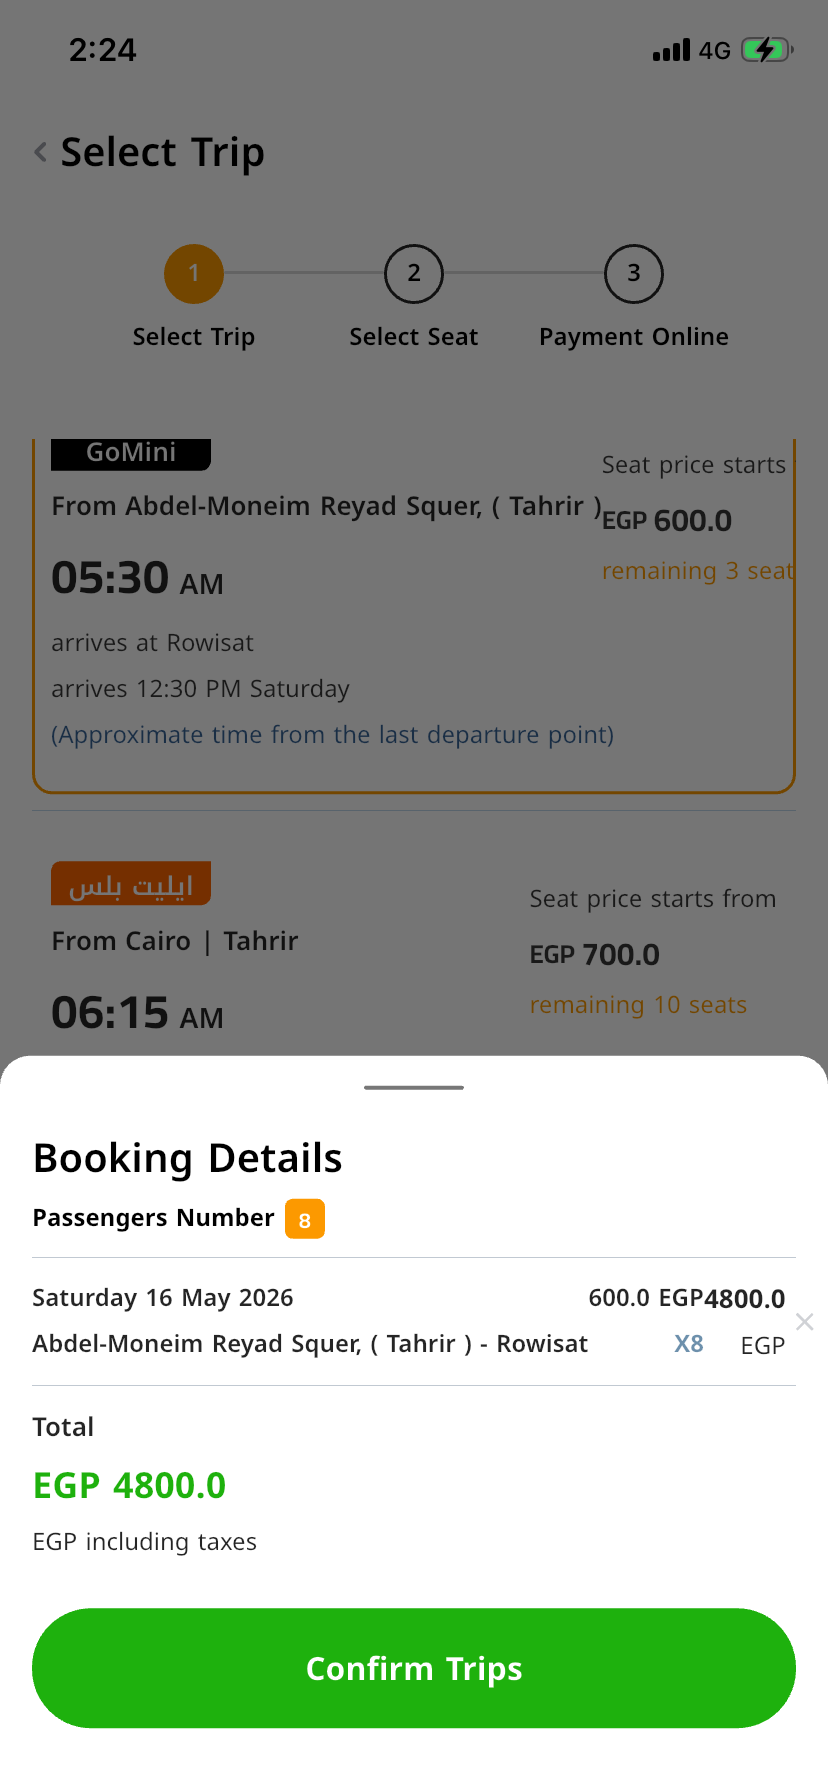 2:24
4G
Select Trip
1
2
3
Select Trip
Select Seat
Payment Online
GoMini
Seat price starts
From Abdel-Moneim Reyad Squer, ( Tahrir )
EGP 600.0
05:30 AM
remaining 3 seat
arrives at Rowisat
arrives 12:30 PM Saturday
(Approximate time from the last departure point)
ايليت بلس
Seat price starts from
From Cairo | Tahrir
EGP 700.0
06:15 AM
remaining 10 seats
Booking Details
Passengers Number 8
Saturday 16 May 2026
600.0 EGP
4800.0
Abdel-Moneim Reyad Squer, ( Tahrir ) - Rowisat
X8
EGP
Total
EGP 4800.0
EGP including taxes
Confirm Trips